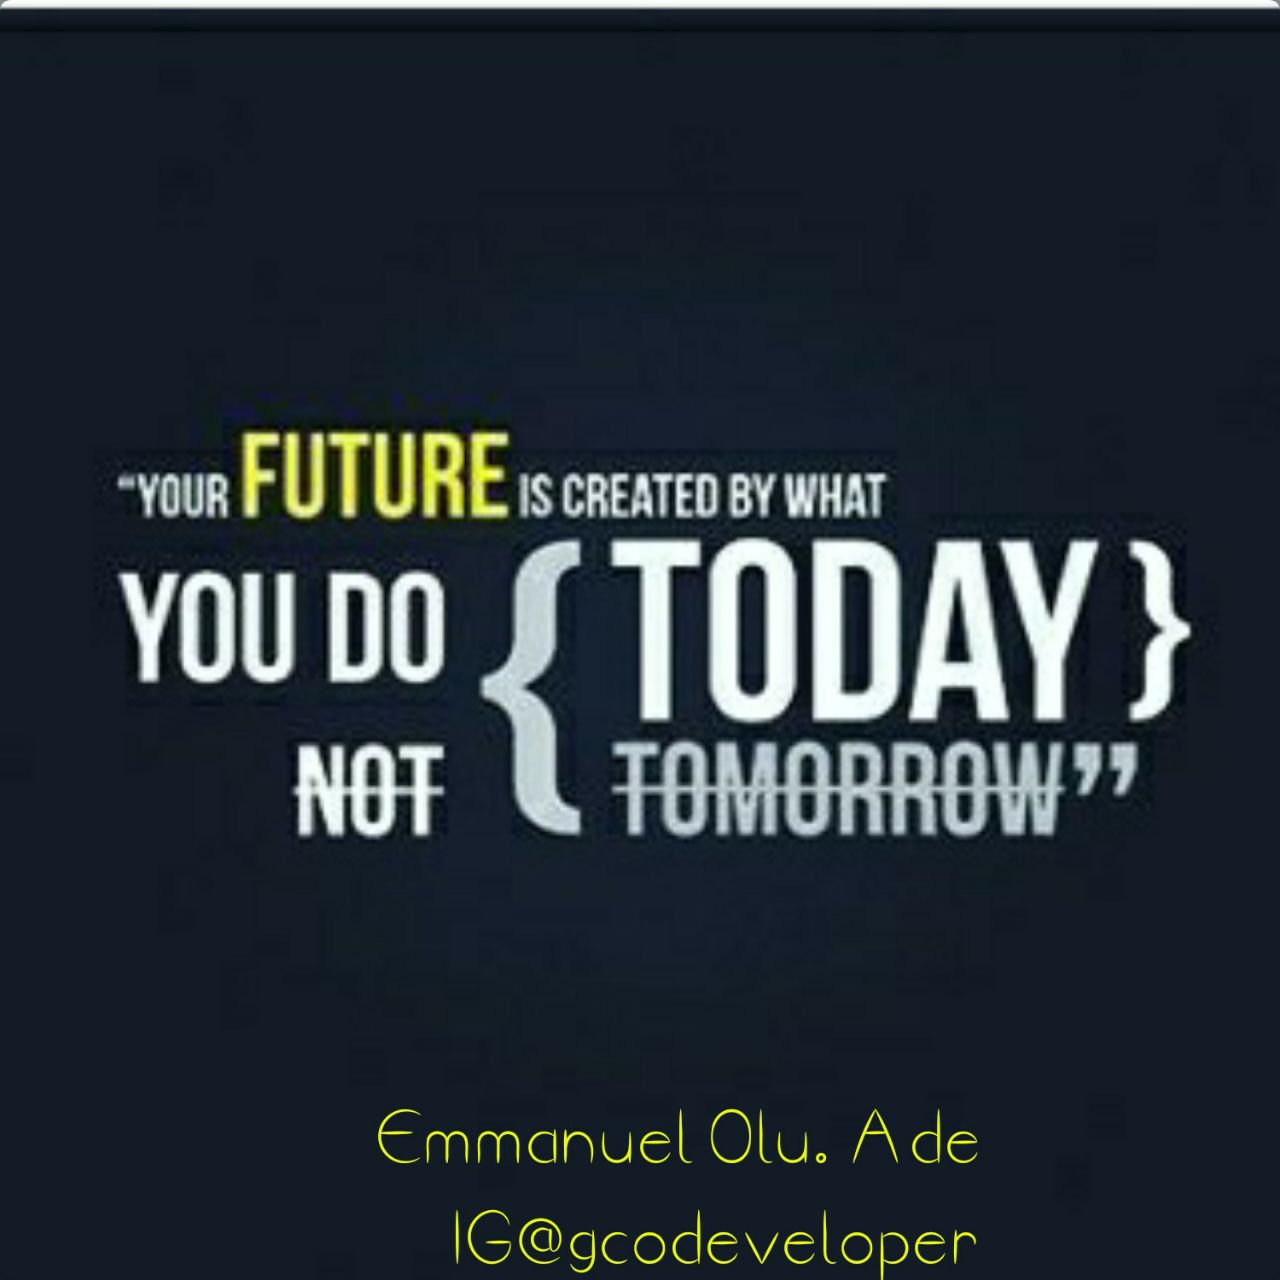 “YOUR FUTURE IS CREATED BY WHAT
YOU DO { TODAY }
NOT TOMORROW”
Emmanuel Olu. Ade
IG@gcodeveloper